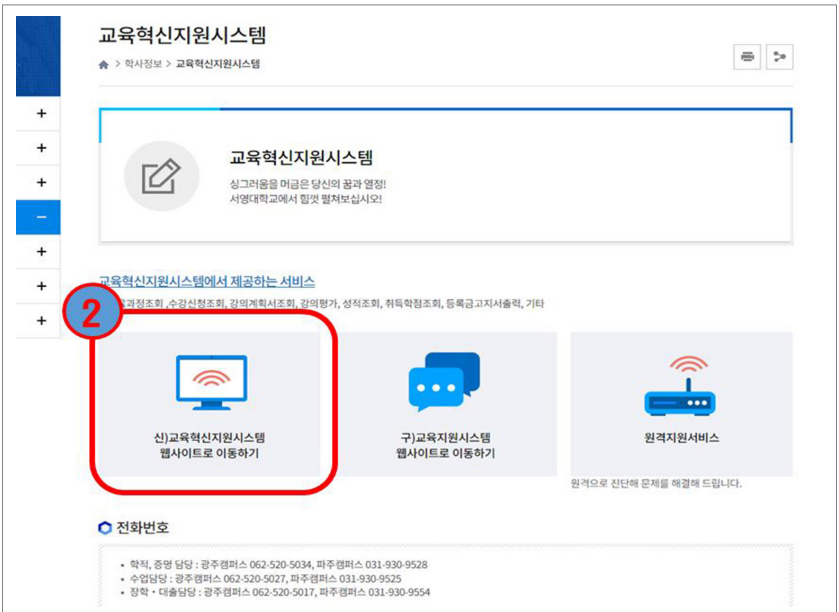 교육혁신지원시스템
> 학사정보 > 교육혁신지원시스템
교육혁신지원시스템
싱그러움을 머금은 당신의 꿈과 열정!
서영대학교에서 힘껏 펼쳐보십시오!
교육혁신지원시스템에서 제공하는 서비스
2
과정조회 ,수강신청조회, 강의계획서조회, 강의평가, 성적조회, 취득학점조회, 등록금고지서출력, 기타
신)교육혁신지원시스템
웹사이트로 이동하기
구)교육지원시스템
웹사이트로 이동하기
원격지원서비스
원격으로 진단해 문제를 해결해 드립니다.
전화번호
• 학적, 증명 담당 : 광주캠퍼스 062-520-5034, 파주캠퍼스 031-930-9528
• 수업담당 : 광주캠퍼스 062-520-5027, 파주캠퍼스 031-930-9525
• 장학・대출담당 : 광주캠퍼스 062-520-5017, 파주캠퍼스 031-930-9554